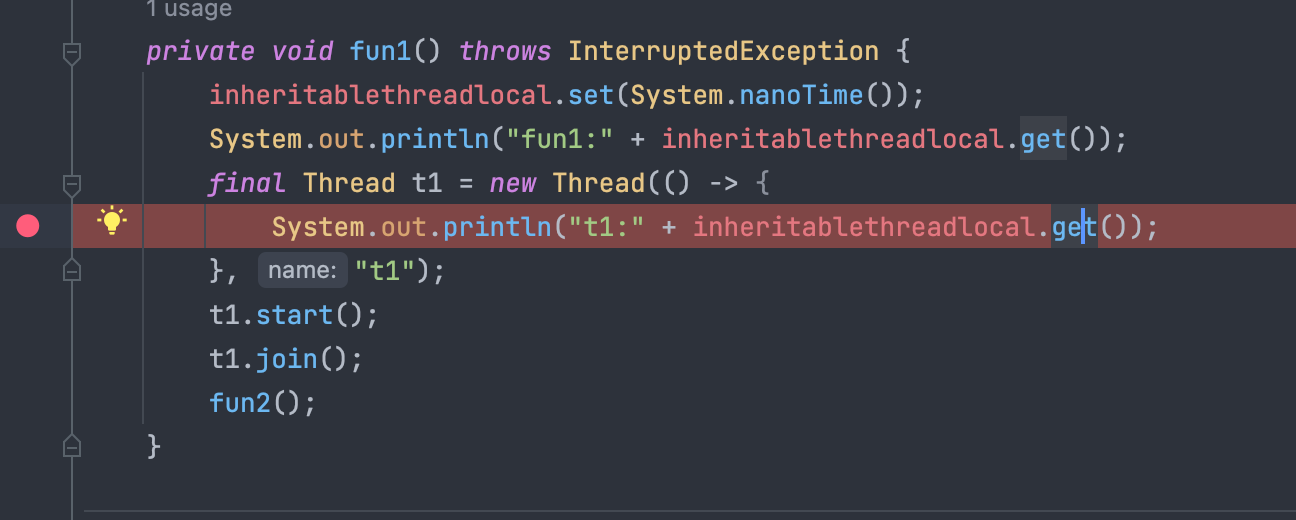 1 usage
private void fun1() throws InterruptedException {
inheritablethreadlocal.set(System.nanoTime());
System.out.println("fun1:" + inheritablethreadlocal.get());
final Thread t1 = new Thread(() -> {
System.out.println("t1:" + inheritablethreadlocal.get());
}, name: "t1");
t1.start();
t1.join();
fun2();
}